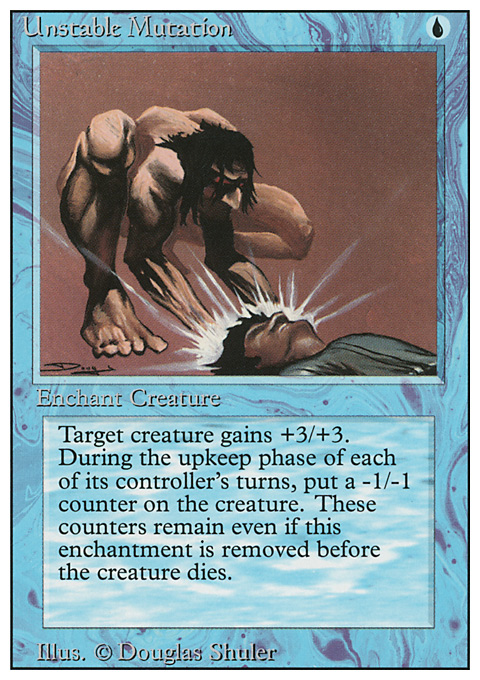 Unstable Mutation
Enchant Creature
Target creature gains +3/+3.
During the upkeep phase of each
of its controller's turns, put a -1/-1
counter on the creature. These
counters remain even if this
enchantment is removed before
the creature dies.
Illus. © Douglas Shuler